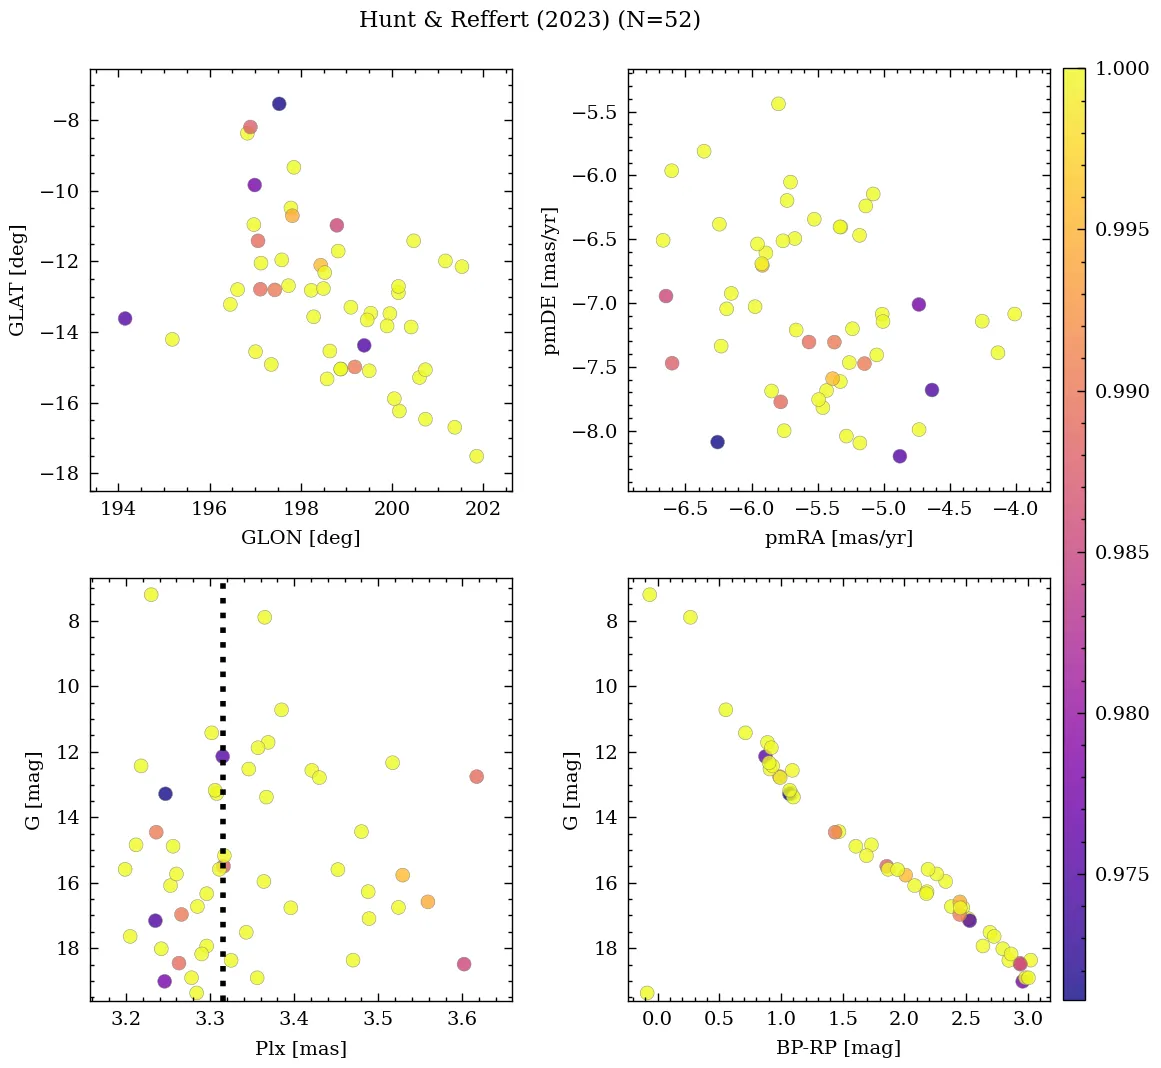 Hunt & Reffert (2023) (N=52)
GLAT [deg]
−8
−10
−12
−14
−16
−18
194 196 198 200 202
GLON [deg]
pmDE [mas/yr]
−5.5
−6.0
−6.5
−7.0
−7.5
−8.0
−6.5 −6.0 −5.5 −5.0 −4.5 −4.0
pmRA [mas/yr]
1.000
0.995
0.990
0.985
0.980
0.975
G [mag]
8
10
12
14
16
18
3.2 3.3 3.4 3.5 3.6
Plx [mas]
G [mag]
8
10
12
14
16
18
0.0 0.5 1.0 1.5 2.0 2.5 3.0
BP-RP [mag]